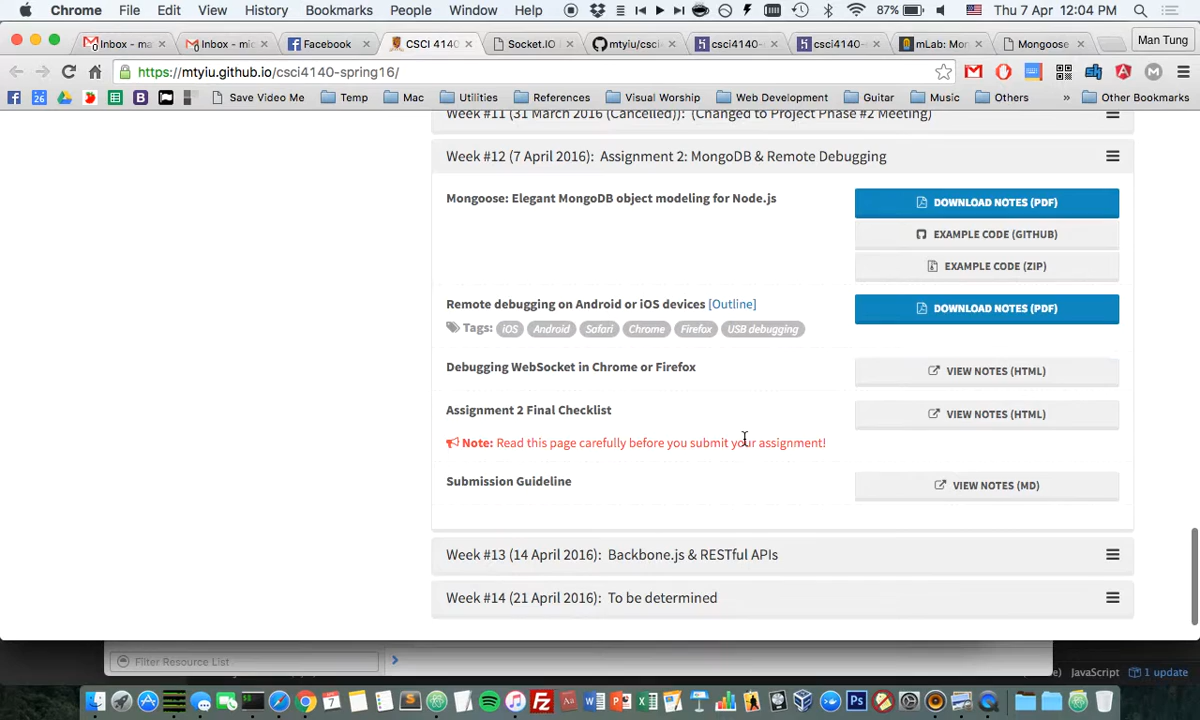 Chrome File Edit View History Bookmarks People Window Help 87% Thu 7 Apr 12:04 PM
Inbox - ma Inbox - mic Facebook CSCI 4140 Socket.IO mtyiu/csci csci4140- csci4140- mLab: Mon Mongoose Man Tung
https://mtyiu.github.io/csci4140-spring16/
Save Video Me Temp Mac Utilities References Visual Worship Web Development Guitar Music Others » Other Bookmarks
Week #11 (31 March 2016 (Cancelled)): (Changed to Project Phase #2 Meeting)
Week #12 (7 April 2016): Assignment 2: MongoDB & Remote Debugging
Mongoose: Elegant MongoDB object modeling for Node.js
DOWNLOAD NOTES (PDF)
EXAMPLE CODE (GITHUB)
EXAMPLE CODE (ZIP)
Remote debugging on Android or iOS devices [Outline]
DOWNLOAD NOTES (PDF)
Tags: iOS Android Safari Chrome Firefox USB debugging
Debugging WebSocket in Chrome or Firefox
VIEW NOTES (HTML)
Assignment 2 Final Checklist
VIEW NOTES (HTML)
Note: Read this page carefully before you submit your assignment!
Submission Guideline
VIEW NOTES (MD)
Week #13 (14 April 2016): Backbone.js & RESTful APIs
Week #14 (21 April 2016): To be determined
Filter Resource List
JavaScript 1 update